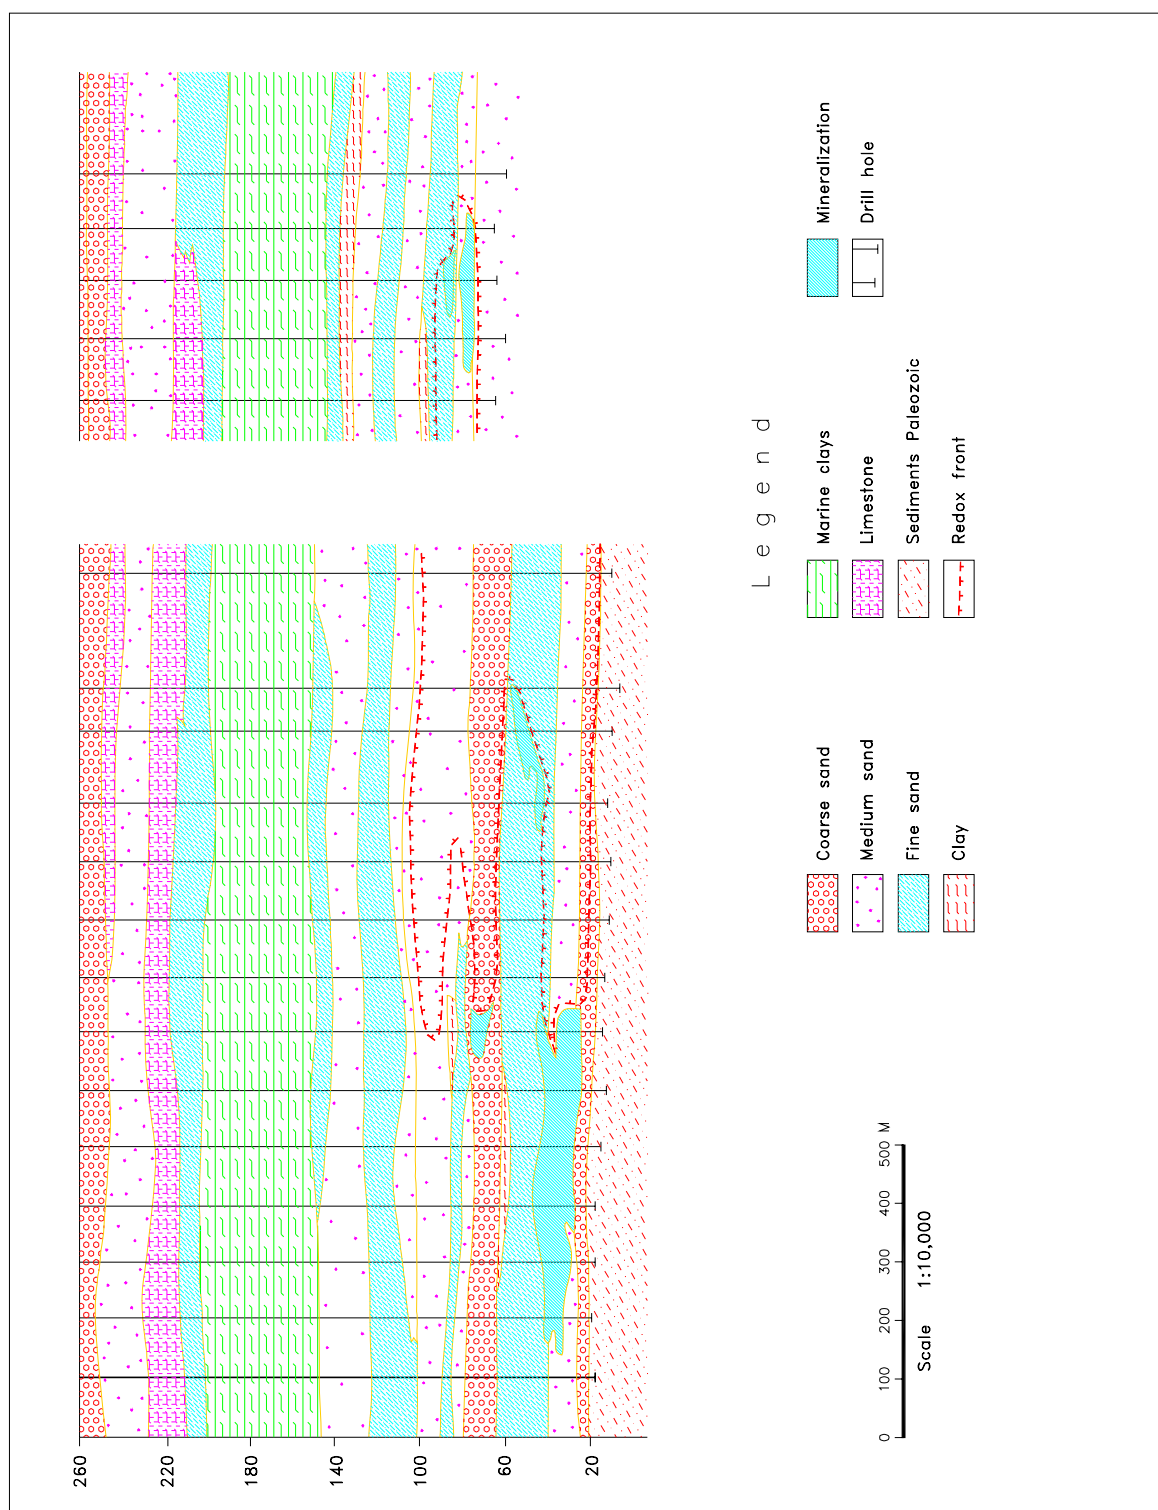 Legend
Coarse sand
Medium sand
Fine sand
Clay
Marine clays
Limestone
Sediments Paleozoic
Redox front
Mineralization
Drill hole
260
220
180
140
100
60
20
0 100 200 300 400 500 M
Scale 1:10,000